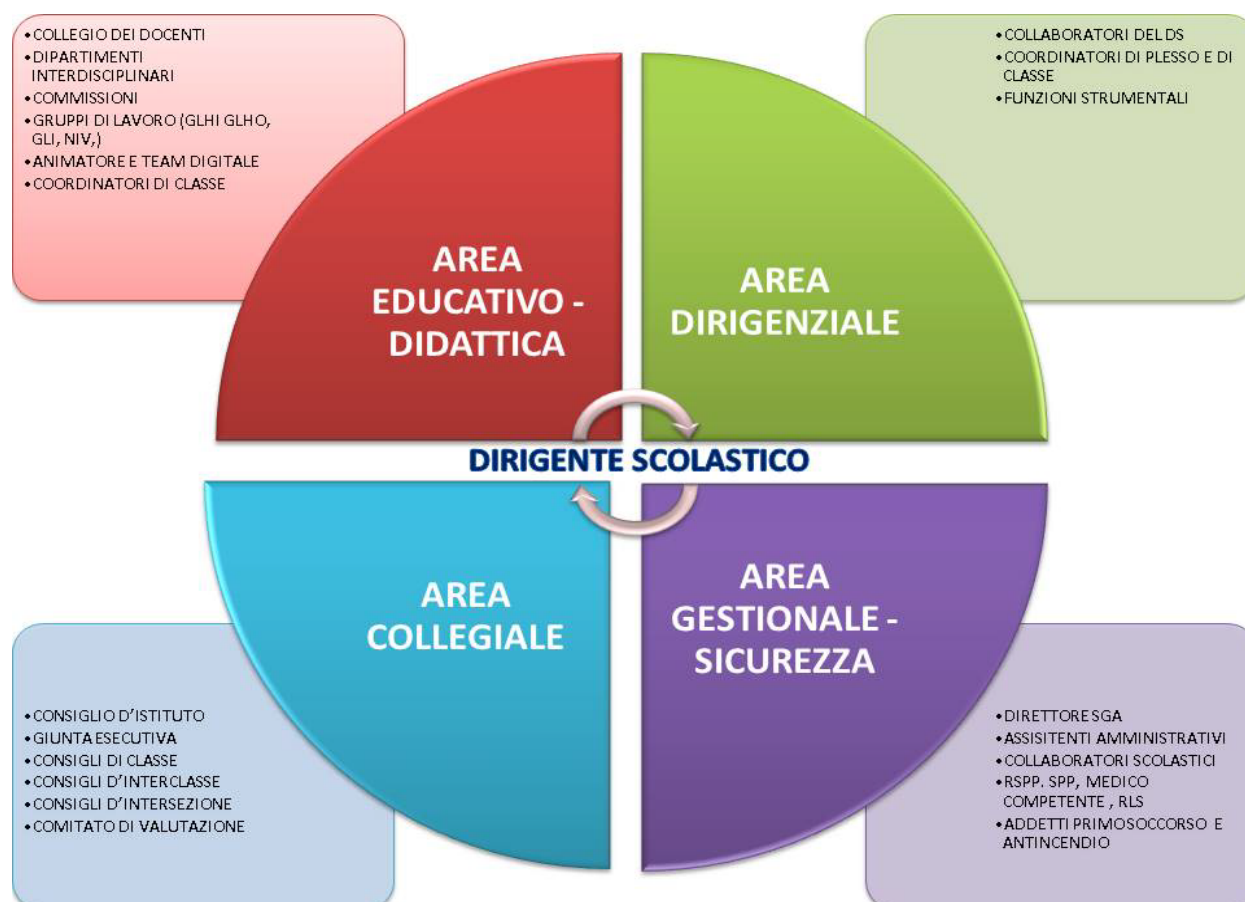 • COLLEGIO DEI DOCENTI
• DIPARTIMENTI
INTERDISCIPLINARI
• COMMISSIONI
• GRUPPI DI LAVORO (GLHI GLHO,
GLI, NIV,)
• ANIMATORE E TEAM DIGITALE
• COORDINATORI DI CLASSE
• COLLABORATORI DEL DS
• COORDINATORI DI PLESSO E DI
CLASSE
• FUNZIONI STRUMENTALI
AREA
EDUCATIVO -
DIDATTICA
AREA
DIRIGENZIALE
DIRIGENTE SCOLASTICO
AREA
COLLEGIALE
AREA
GESTIONALE -
SICUREZZA
• CONSIGLIO D'ISTITUTO
• GIUNTA ESECUTIVA
• CONSIGLI DI CLASSE
• CONSIGLI D'INTERCLASSE
• CONSIGLI D'INTERSEZIONE
• COMITATO DI VALUTAZIONE
• DIRETTORE SGA
• ASSISITENTI AMMINISTRATIVI
• COLLABORATORI SCOLASTICI
• RSPP. SPP, MEDICO
COMPETENTE , RLS
• ADDETTI PRIMO SOCCORSO E
ANTINCENDIO